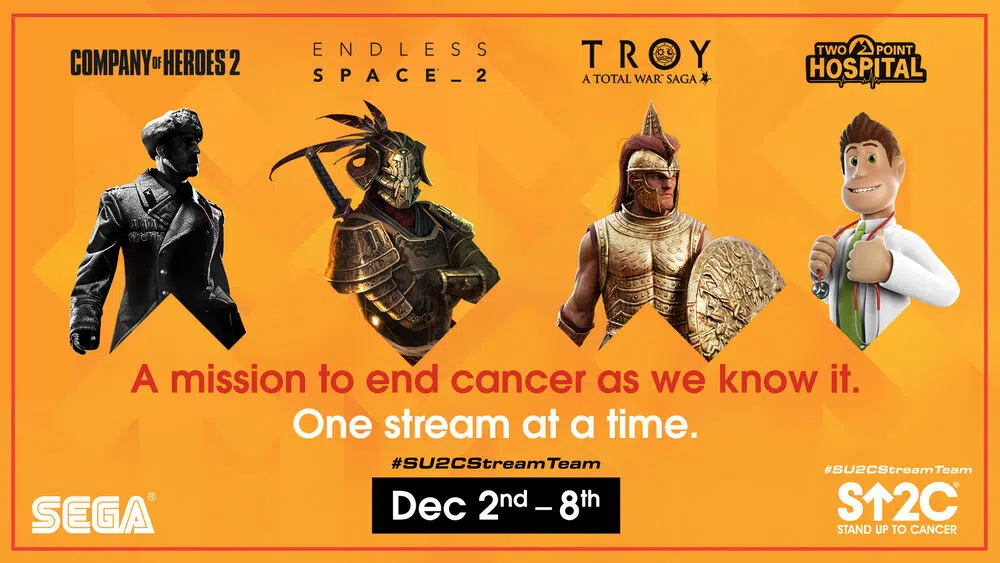 COMPANY OF HEROES 2
ENDLESS
SPACE_2
TROY
A TOTAL WAR SAGA
TWO POINT
HOSPITAL
A mission to end cancer as we know it.
One stream at a time.
#SU2CStreamTeam
Dec 2nd – 8th
SEGA®
#SU2CStreamTeam
SU2C®
STAND UP TO CANCER